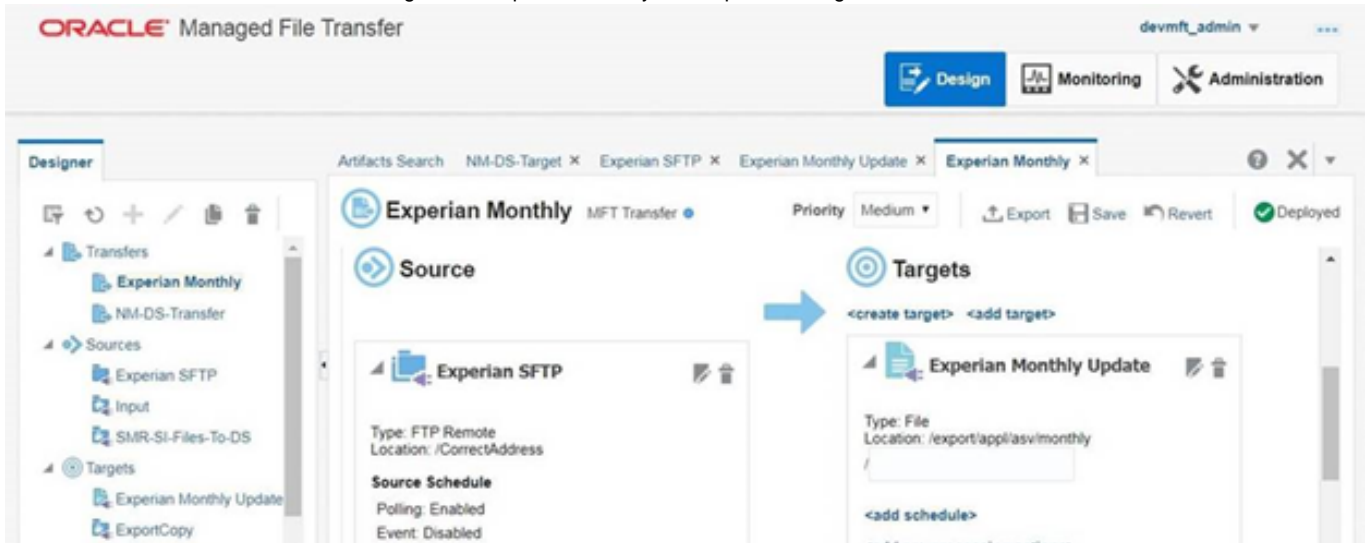 ORACLE® Managed File Transfer
devmft_admin
Design
Monitoring
Administration
Designer
Artifacts Search
NM-DS-Target
Experian SFTP
Experian Monthly Update
Experian Monthly
Experian Monthly
MFT Transfer
Priority
Medium
Export
Save
Revert
Deployed
Transfers
Experian Monthly
NM-DS-Transfer
Sources
Experian SFTP
Input
SMR-SI-Files-To-DS
Targets
Experian Monthly Update
ExportCopy
Source
Experian SFTP
Type: FTP Remote
Location: /CorrectAddress
Source Schedule
Polling: Enabled
Event: Disabled
Targets
<create target> <add target>
Experian Monthly Update
Type: File
Location: /export/appl/asv/monthly
/
<add schedule>